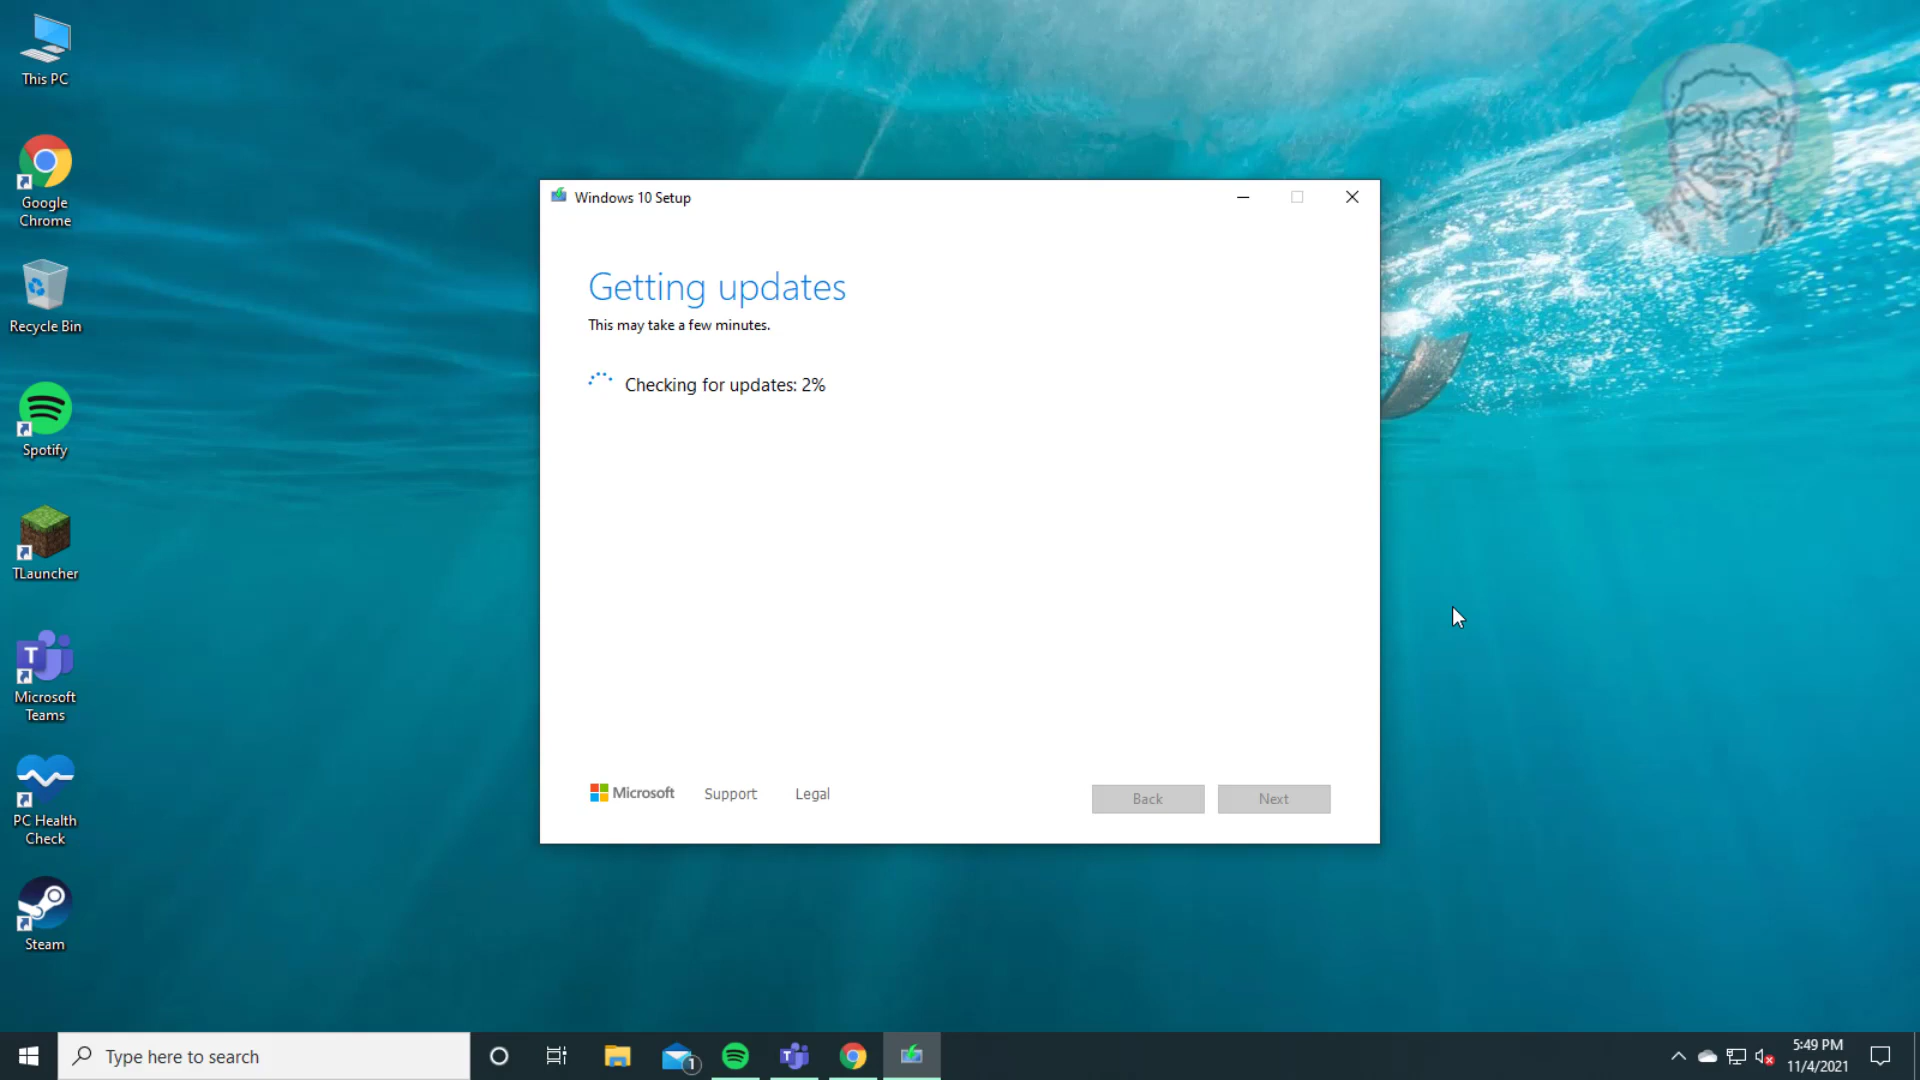 This PC
Google
Chrome
Recycle Bin
Spotify
TLauncher
T
Microsoft
Teams
PC Health
Check
Steam
Windows 10 Setup
Getting updates
This may take a few minutes.
Checking for updates: 2%
Microsoft
Support
Legal
Back
Next
Type here to search
1
T
5:49 PM
11/4/2021